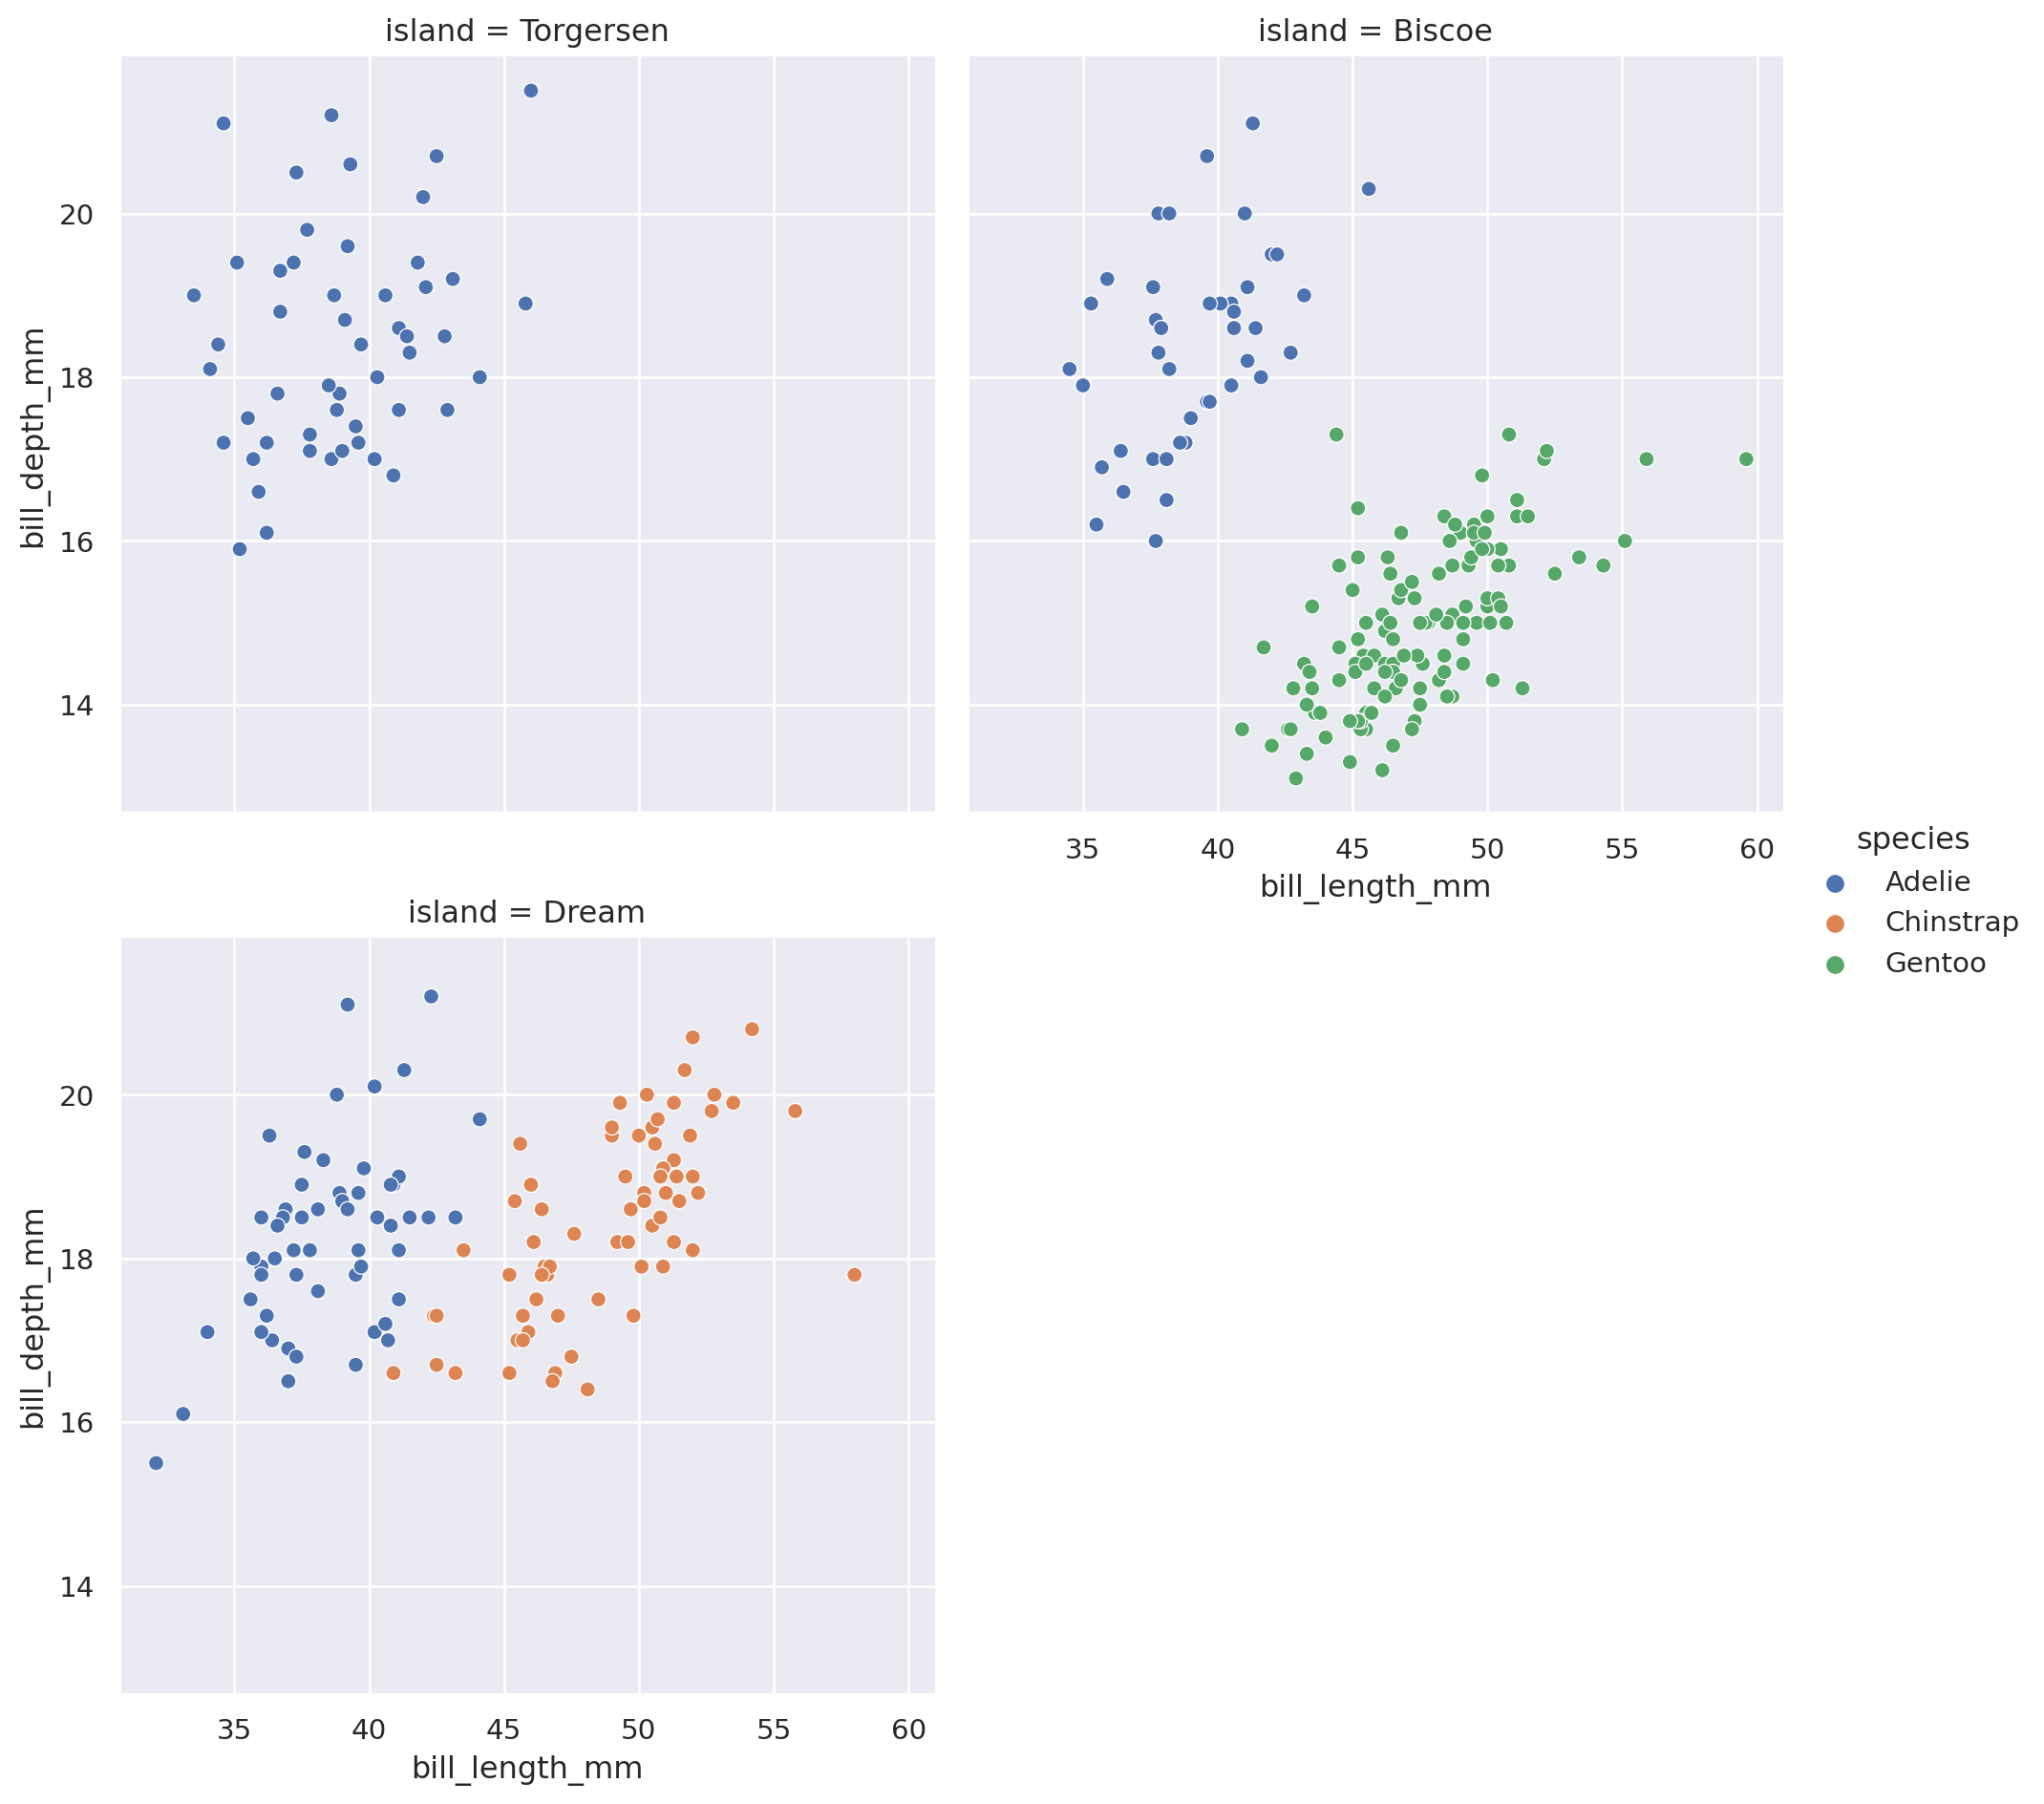 island = Torgersen
island = Biscoe
bill_depth_mm
20
18
16
14
35 40 45 50 55 60
bill_length_mm
species
Adelie
Chinstrap
Gentoo
island = Dream
bill_depth_mm
20
18
16
14
35 40 45 50 55 60
bill_length_mm